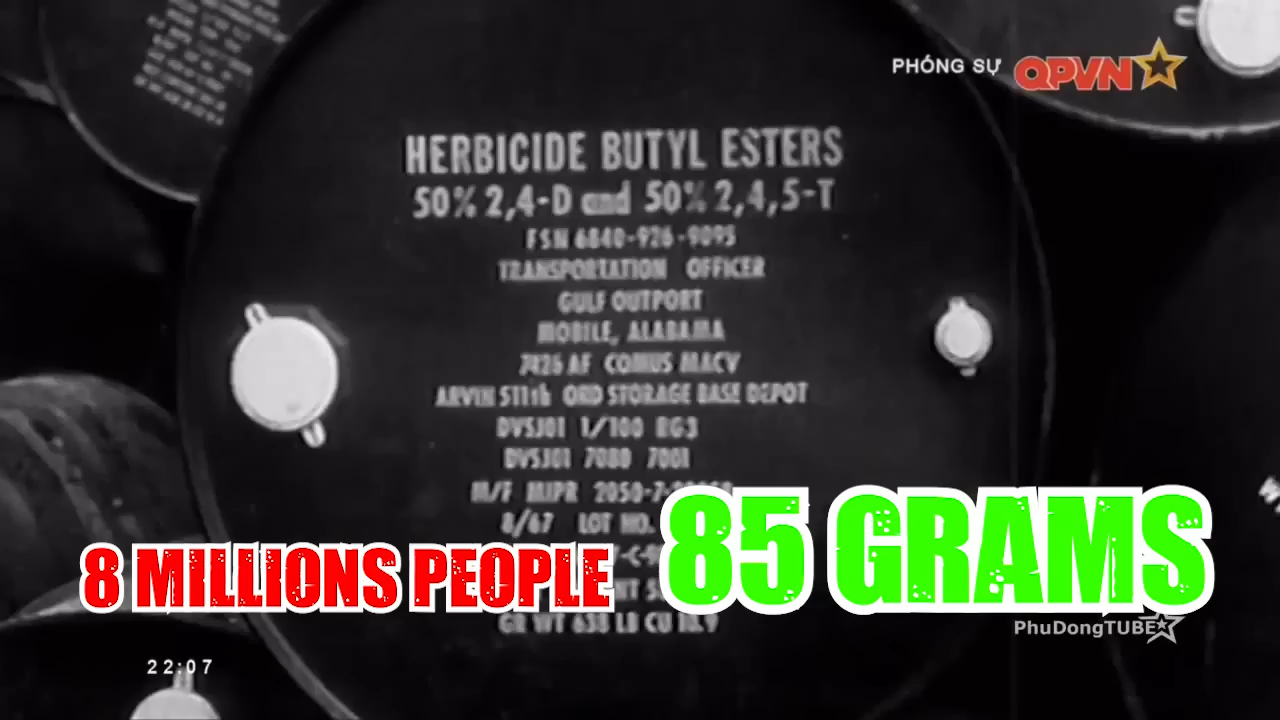 PHÓNG SỰ QPVN
HERBICIDE BUTYL ESTERS
50% 2,4-D and 50% 2,4,5-T
FSN 6840-926-9095
TRANSPORTATION OFFICER
GULF OUTPORT
MOBILE, ALABAMA
7426 AF COMUS MACV
ARVIN 511th ORD STORAGE BASE DEPOT
DVSJ01 1/100 RG3
DVSJ01 7080 7001
M/F MIPR 2050-7-
8/67 LOT NO.
8 MILLIONS PEOPLE
85 GRAMS
GR WT 638 LB CU 10.9
PhuDongTUBE
22:07